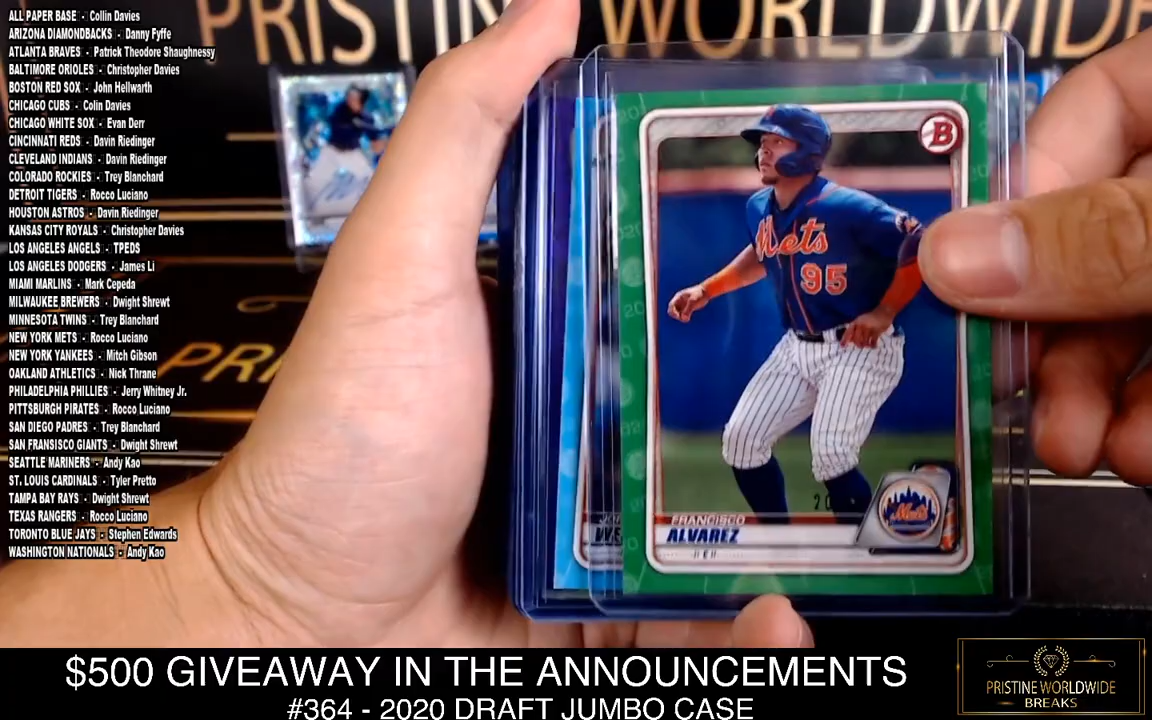 PRISTINE WORLDWIDE
ALL PAPER BASE - Collin Davies
ARIZONA DIAMONDBACKS - Danny Fyffe
ATLANTA BRAVES - Patrick Theodore Shaughnessy
BALTIMORE ORIOLES - Christopher Davies
BOSTON RED SOX - John Hellwarth
CHICAGO CUBS - Colin Davies
CHICAGO WHITE SOX - Evan Derr
CINCINNATI REDS - Davin Riedinger
CLEVELAND INDIANS - Davin Riedinger
COLORADO ROCKIES - Trey Blanchard
DETROIT TIGERS - Rocco Luciano
HOUSTON ASTROS - Davin Riedinger
KANSAS CITY ROYALS - Christopher Davies
LOS ANGELES ANGELS - TPEDS
LOS ANGELES DODGERS - James Li
MIAMI MARLINS - Mark Cepeda
MILWAUKEE BREWERS - Dwight Shrewt
MINNESOTA TWINS - Trey Blanchard
NEW YORK METS - Rocco Luciano
NEW YORK YANKEES - Mitch Gibson
OAKLAND ATHLETICS - Nick Thrane
PHILADELPHIA PHILLIES - Jerry Whitney Jr.
PITTSBURGH PIRATES - Rocco Luciano
SAN DIEGO PADRES - Trey Blanchard
SAN FRANSISCO GIANTS - Dwight Shrewt
SEATTLE MARINERS - Andy Kao
ST. LOUIS CARDINALS - Tyler Pretto
TAMPA BAY RAYS - Dwight Shrewt
TEXAS RANGERS - Rocco Luciano
TORONTO BLUE JAYS - Stephen Edwards
WASHINGTON NATIONALS - Andy Kao
B
Mets
95
FRANCISCO
ALVAREZ
Mets
$500 GIVEAWAY IN THE ANNOUNCEMENTS
#364 - 2020 DRAFT JUMBO CASE
PRISTINE WORLDWIDE
BREAKS